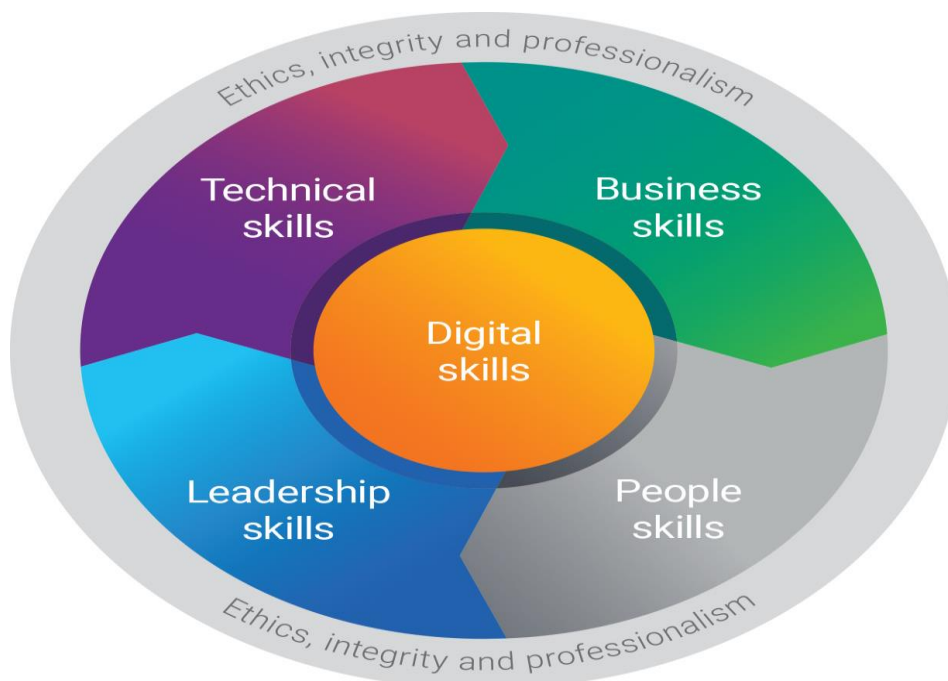 Ethics, integrity and professionalism
Technical
skills
Business
skills
Digital
skills
Leadership
skills
People
skills
Ethics, integrity and professionalism